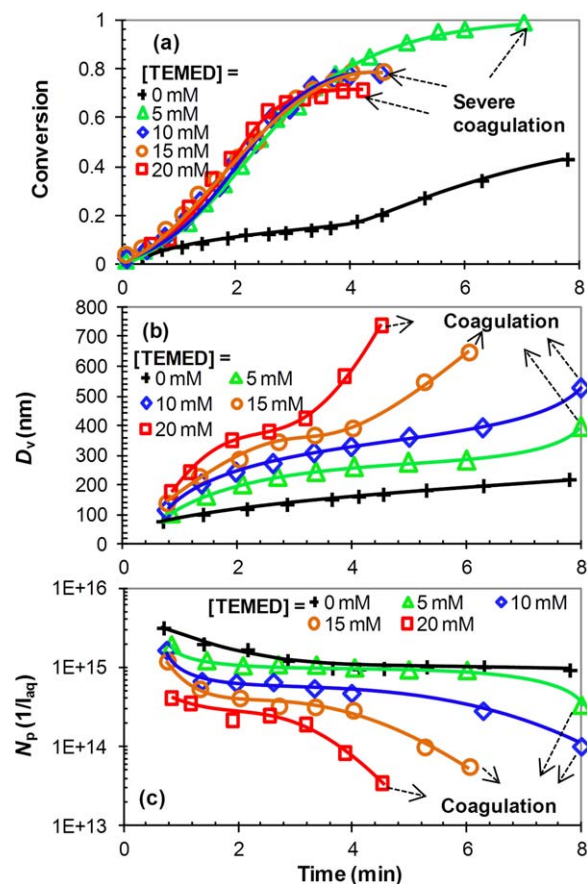 (a)
[TEMED] =
0 mM
5 mM
10 mM
15 mM
20 mM
Severe
coagulation
Conversion
1
0.8
0.6
0.4
0.2
0
0 2 4 6 8
(b)
Coagulation
[TEMED] =
0 mM 5 mM
10 mM 15 mM
20 mM
Dv (nm)
800
700
600
500
400
300
200
100
0
0 2 4 6 8
[TEMED] = 0 mM 5 mM 10 mM
15 mM 20 mM
Np (1/laq)
1E+16
1E+15
1E+14
1E+13
(c)
Coagulation
0 2 4 6 8
Time (min)